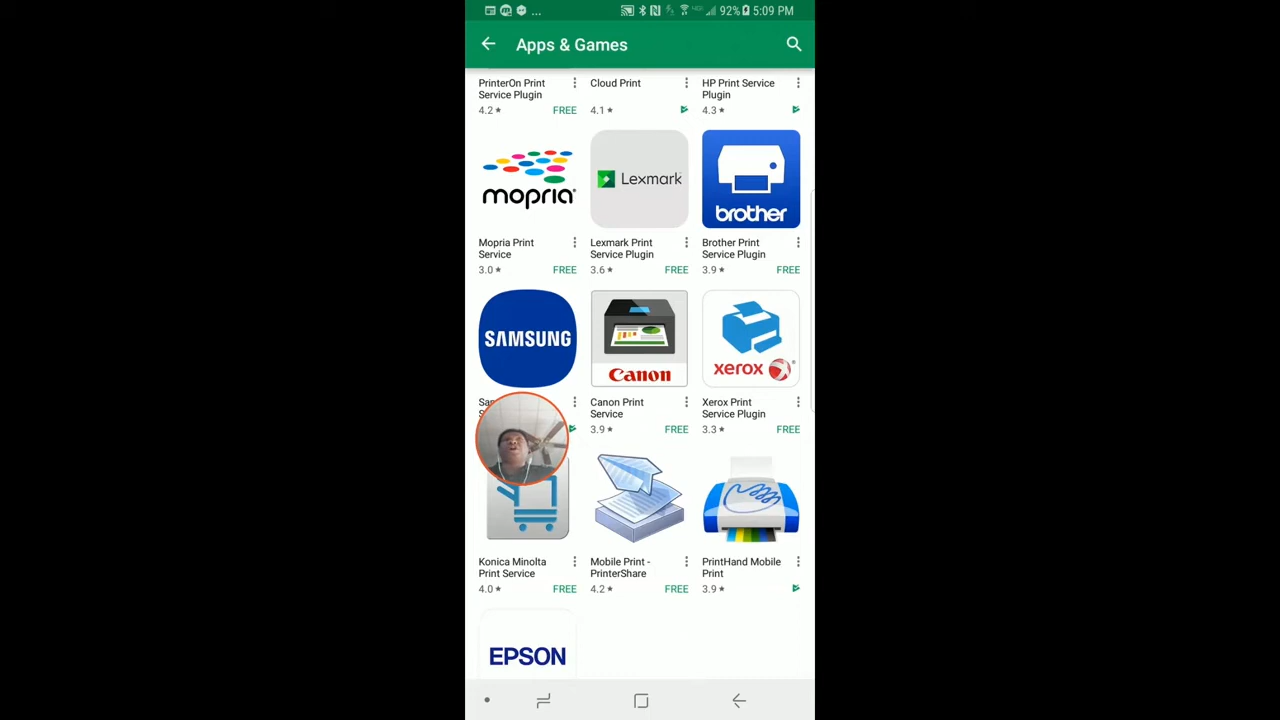 ... 92% 5:09 PM
Apps & Games
PrinterOn Print
Service Plugin
4.2 FREE
Cloud Print
4.1
HP Print Service
Plugin
4.3
mopria
Lexmark
brother
Mopria Print
Service
3.0 FREE
Lexmark Print
Service Plugin
3.6 FREE
Brother Print
Service Plugin
3.9 FREE
SAMSUNG
Canon
xerox
Canon Print
Service
3.9 FREE
Xerox Print
Service Plugin
3.3 FREE
Konica Minolta
Print Service
4.0 FREE
Mobile Print -
PrinterShare
4.2 FREE
PrintHand Mobile
Print
3.9
EPSON